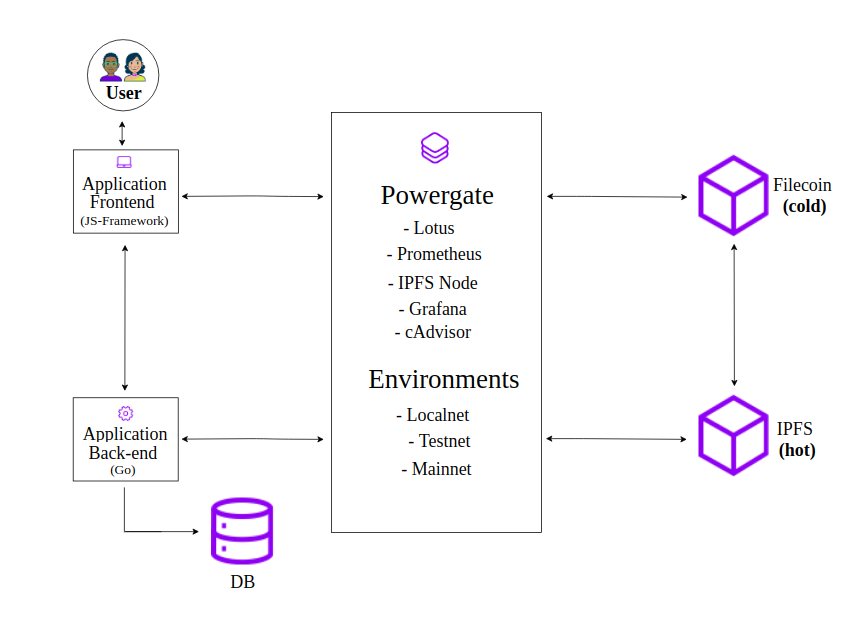 User
Application
Frontend
(JS-Framework)
Application
Back-end
(Go)
DB
Powergate
- Lotus
- Prometheus
- IPFS Node
- Grafana
- cAdvisor
Environments
- Localnet
- Testnet
- Mainnet
Filecoin
(cold)
IPFS
(hot)